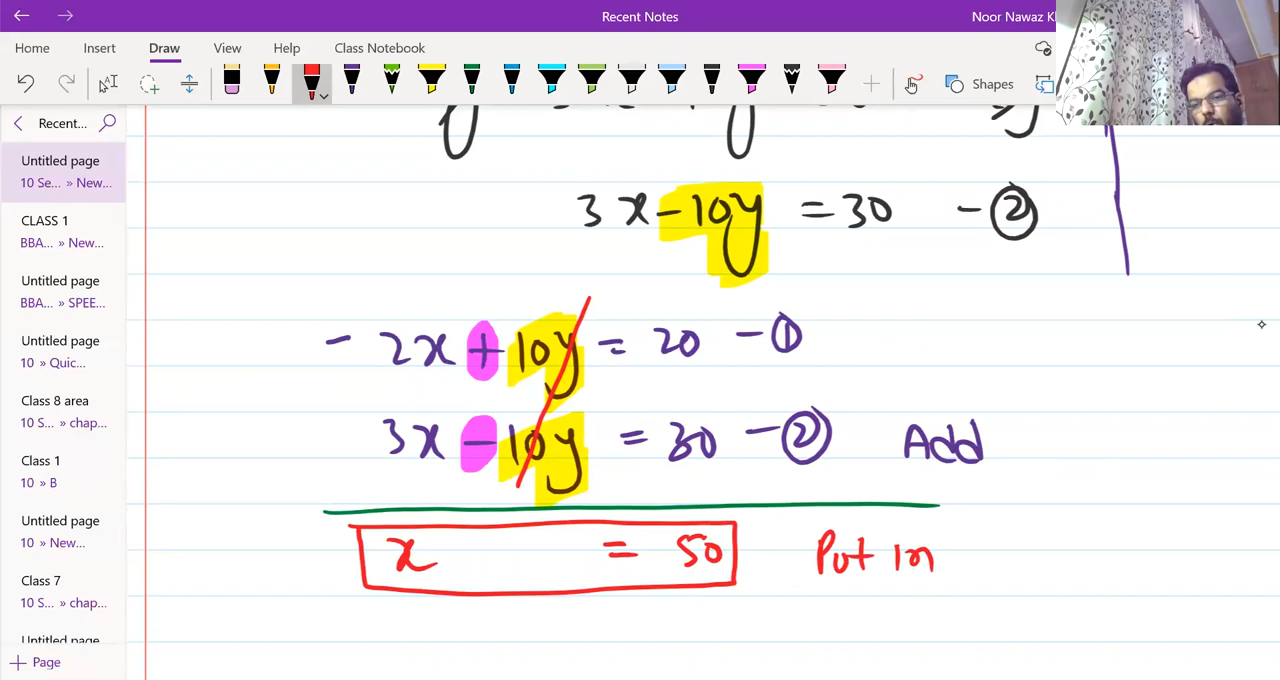 Recent Notes
Noor Nawaz
Home Insert Draw View Help Class Notebook
Shapes
Recent...
Untitled page
10 Se... » New...
CLASS 1
BBA... » New...
Untitled page
BBA... » SPEE...
Untitled page
10 » Quic...
Class 8 area
10 S... » chap...
Class 1
10 » B
Untitled page
10 » New...
Class 7
10 S... » chap...
Untitled page
+ Page
3x - 10y = 30 - ②
- 2x + 10y = 20 - ①
3x - 10y = 30 - ② Add
x = 50 Put in